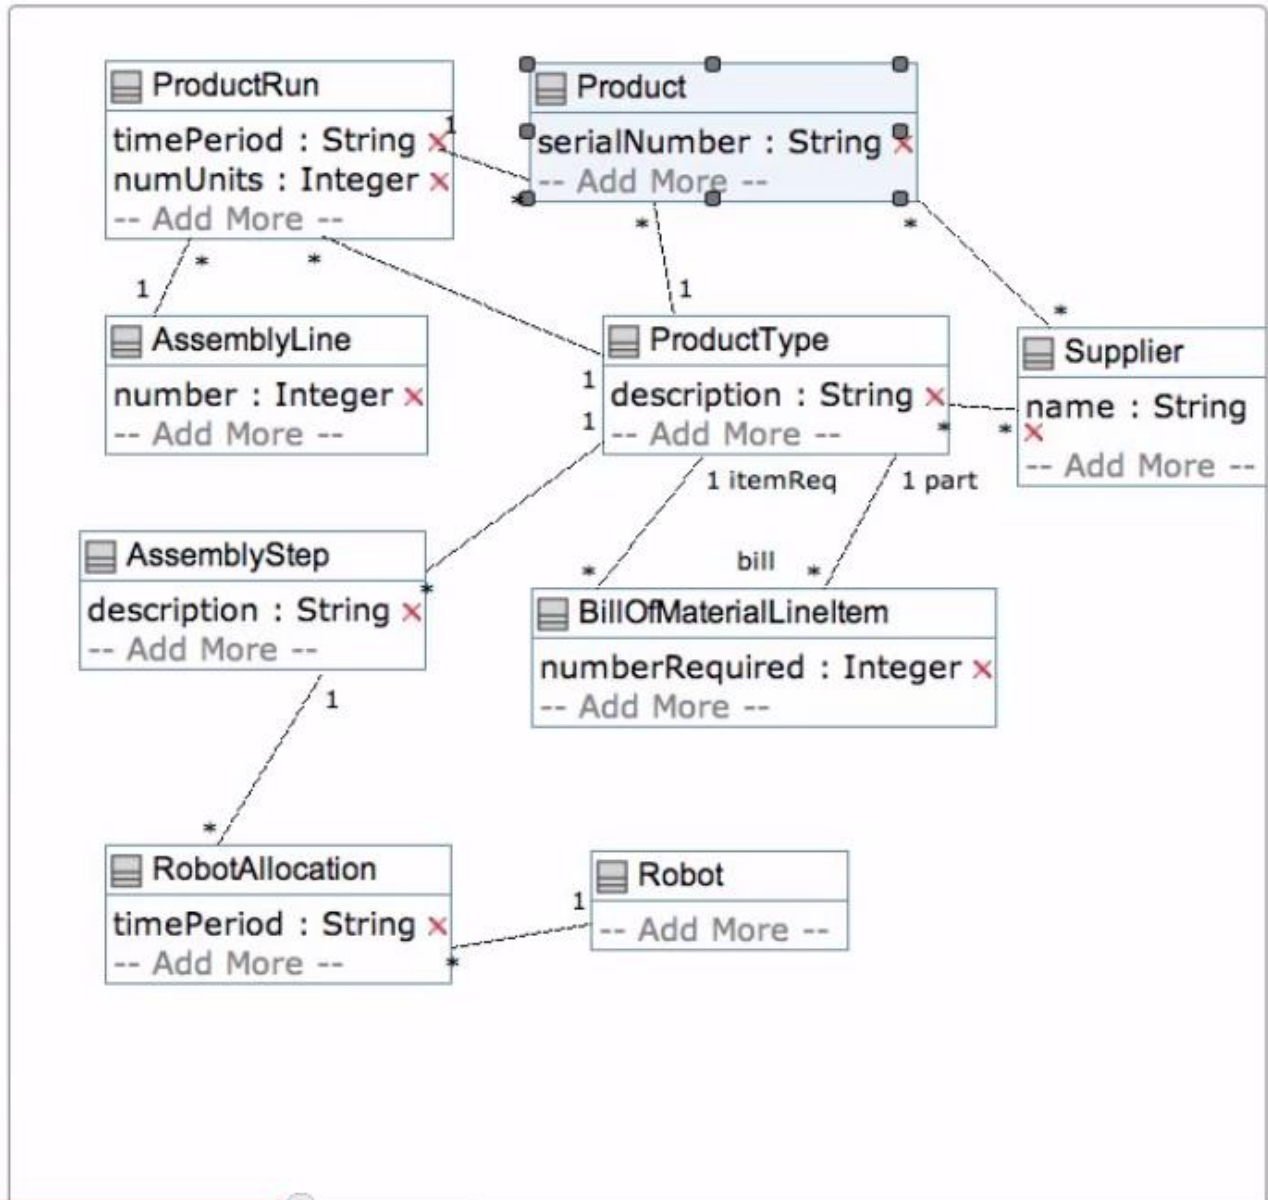 ProductRun
timePeriod : String
numUnits : Integer
-- Add More --
1
Product
serialNumber : String
-- Add More --
*
*
*
1
*
*
1
*
AssemblyLine
number : Integer
-- Add More --
ProductType
description : String
-- Add More --
1
1
*
*
Supplier
name : String
-- Add More --
1 itemReq
1 part
AssemblyStep
description : String
-- Add More --
*
*
bill
*
BillOfMaterialLineItem
numberRequired : Integer
-- Add More --
1
*
RobotAllocation
timePeriod : String
-- Add More --
*
1
Robot
-- Add More --